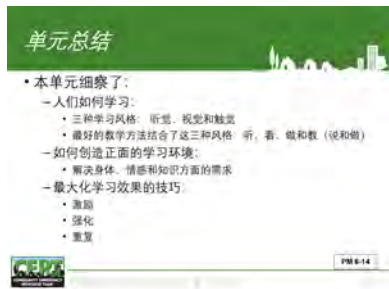 单元总结
• 本单元细察了:
–人们如何学习:
• 三种学习风格: 听觉、视觉和触觉
• 最好的教学方法结合了这三种风格: 听、看、做和教（说和做)
–如何创造正面的学习环境:
• 解决身体、情感和知识方面的需求
–最大化学习效果的技巧:
• 激励
• 强化
• 重复
CERT
COMMUNITY EMERGENCY
RESPONSE TEAM
PM 6-14